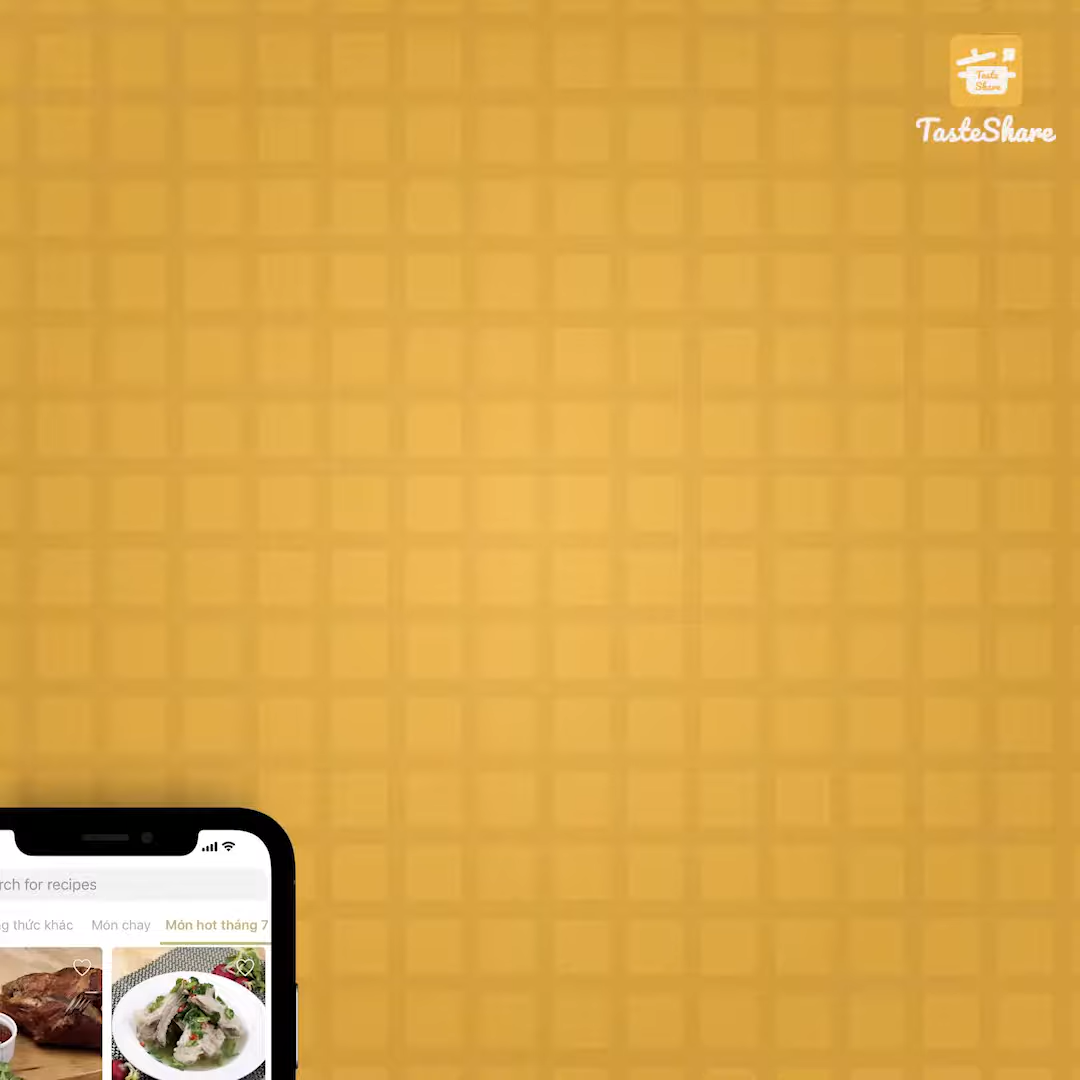 Taste
Share
TasteShare
rch for recipes
g thức khác Món chay Món hot tháng 7